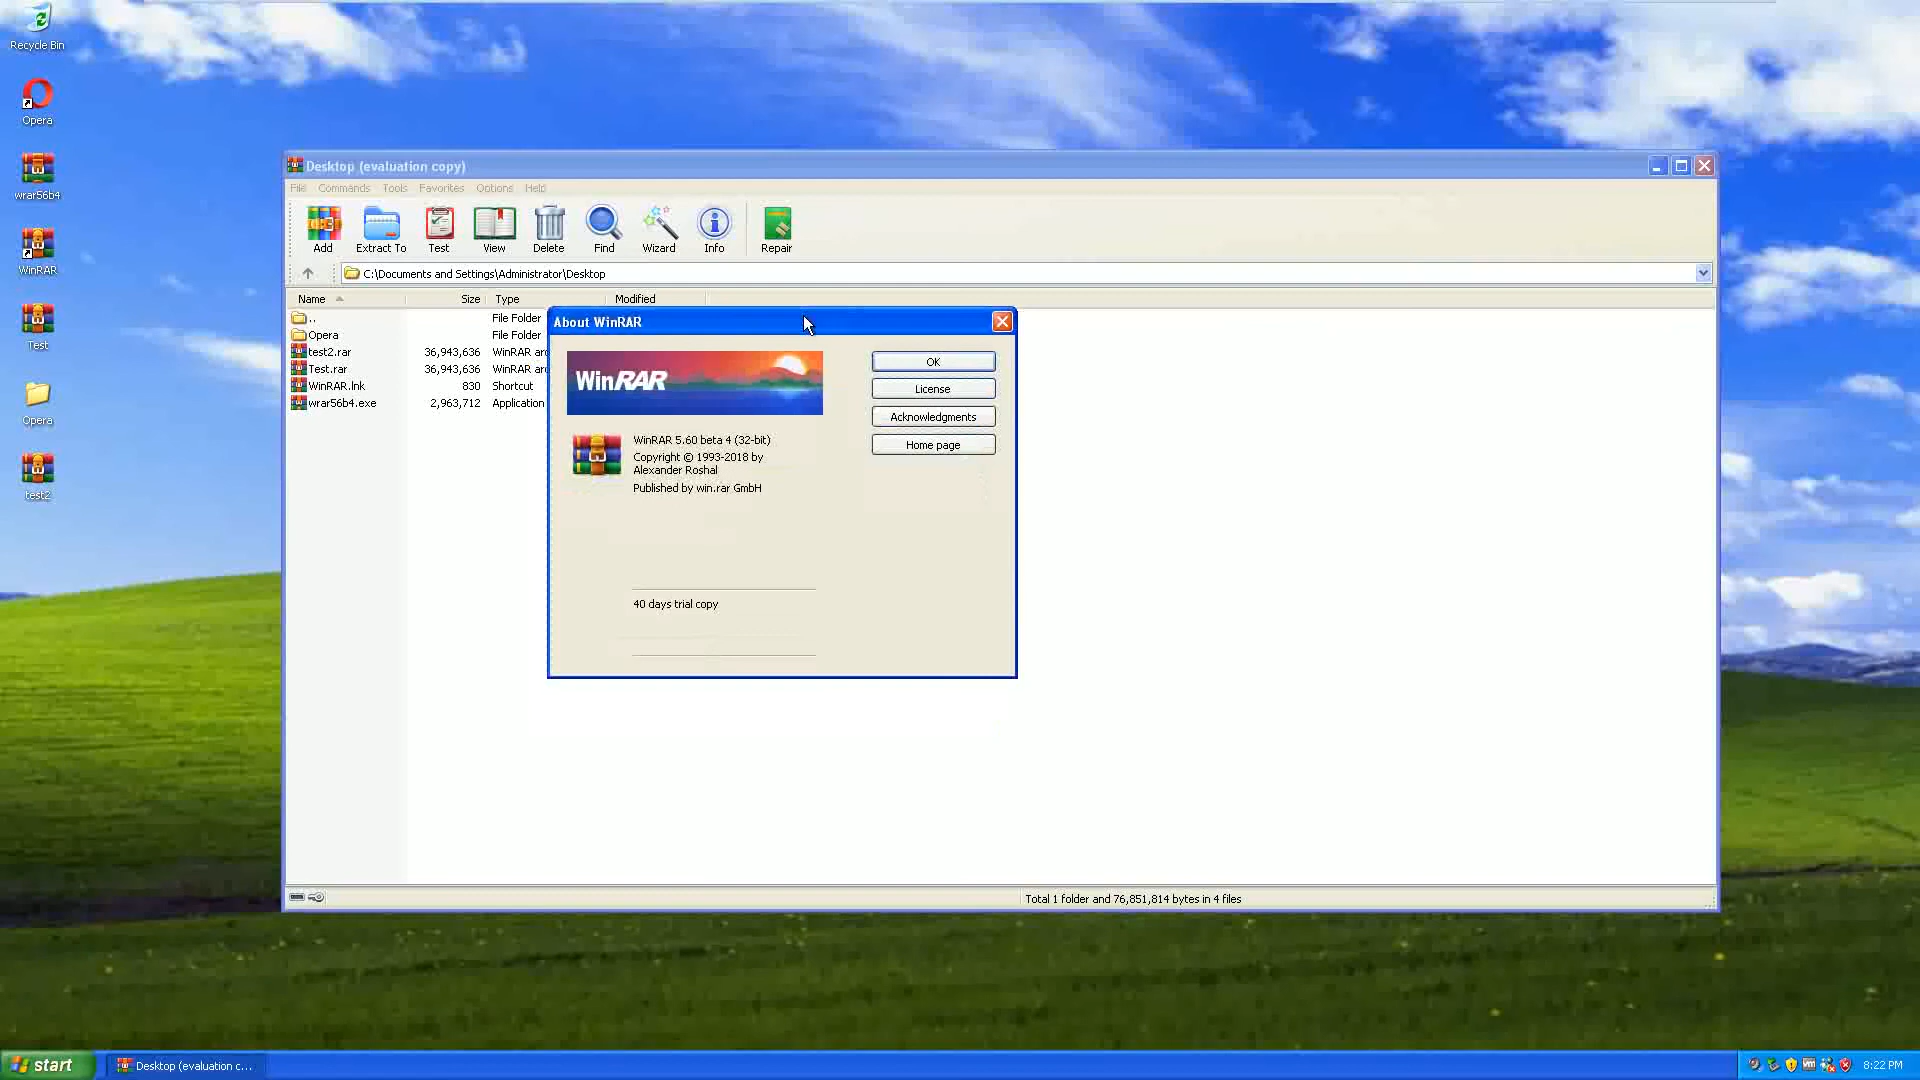 Recycle Bin
Opera
wrar56b4
WinRAR
Test
Opera
test2
Desktop (evaluation copy)
File Commands Tools Favorites Options Help
Add Extract To Test View Delete Find Wizard Info Repair
C:\Documents and Settings\Administrator\Desktop
Name Size Type Modified
.. File Folder
Opera File Folder
test2.rar 36,943,636 WinRAR arc
Test.rar 36,943,636 WinRAR arc
WinRAR.lnk 830 Shortcut
wrar56b4.exe 2,963,712 Application
About WinRAR
WinRAR
OK
License
Acknowledgments
Home page
WinRAR 5.60 beta 4 (32-bit)
Copyright © 1993-2018 by
Alexander Roshal
Published by win.rar GmbH
40 days trial copy
Total 1 folder and 76,851,814 bytes in 4 files
start
Desktop (evaluation c...
vm
8:22 PM